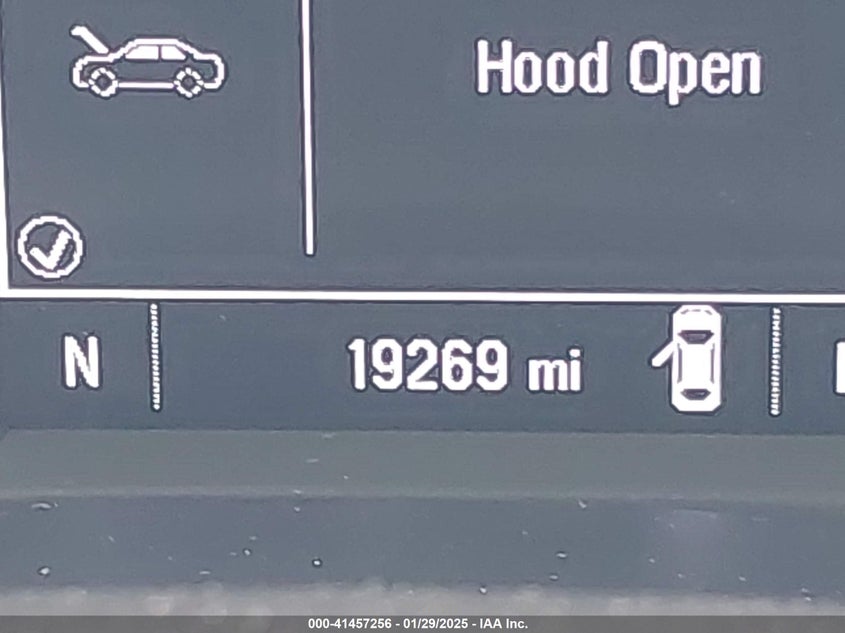 Hood Open
N
19269 mi
000-41457256 - 01/29/2025 - IAA Inc.